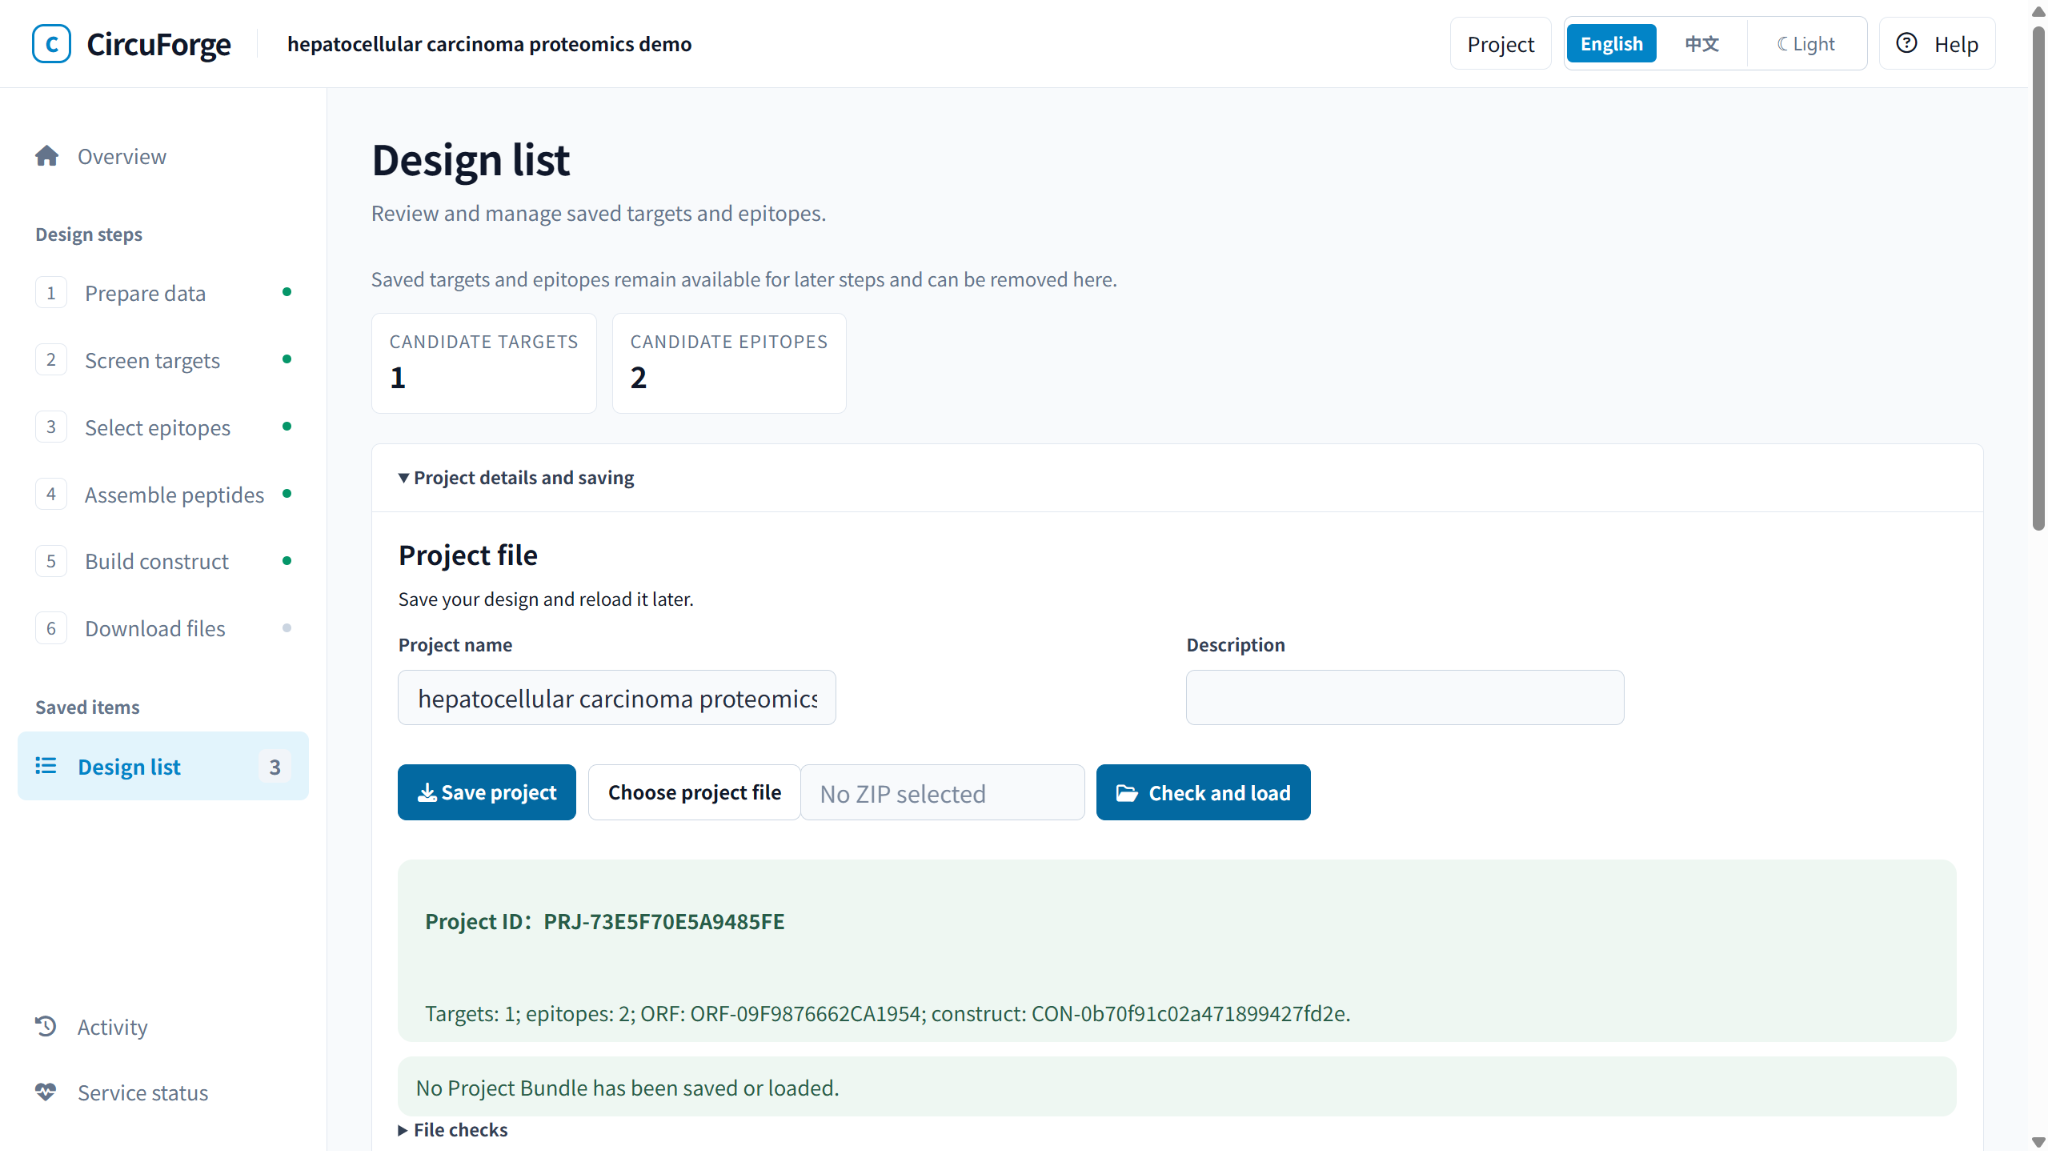 C CircuForge
hepatocellular carcinoma proteomics demo
Project
English
中文
Light
Help
Overview
Design steps
1 Prepare data
2 Screen targets
3 Select epitopes
4 Assemble peptides
5 Build construct
6 Download files
Saved items
Design list 3
Activity
Service status
Design list
Review and manage saved targets and epitopes.
Saved targets and epitopes remain available for later steps and can be removed here.
CANDIDATE TARGETS
1
CANDIDATE EPITOPES
2
Project details and saving
Project file
Save your design and reload it later.
Project name
hepatocellular carcinoma proteomics
Description
Save project
Choose project file
No ZIP selected
Check and load
Project ID: PRJ-73E5F70E5A9485FE
Targets: 1; epitopes: 2; ORF: ORF-09F9876662CA1954; construct: CON-0b70f91c02a471899427fd2e.
No Project Bundle has been saved or loaded.
File checks